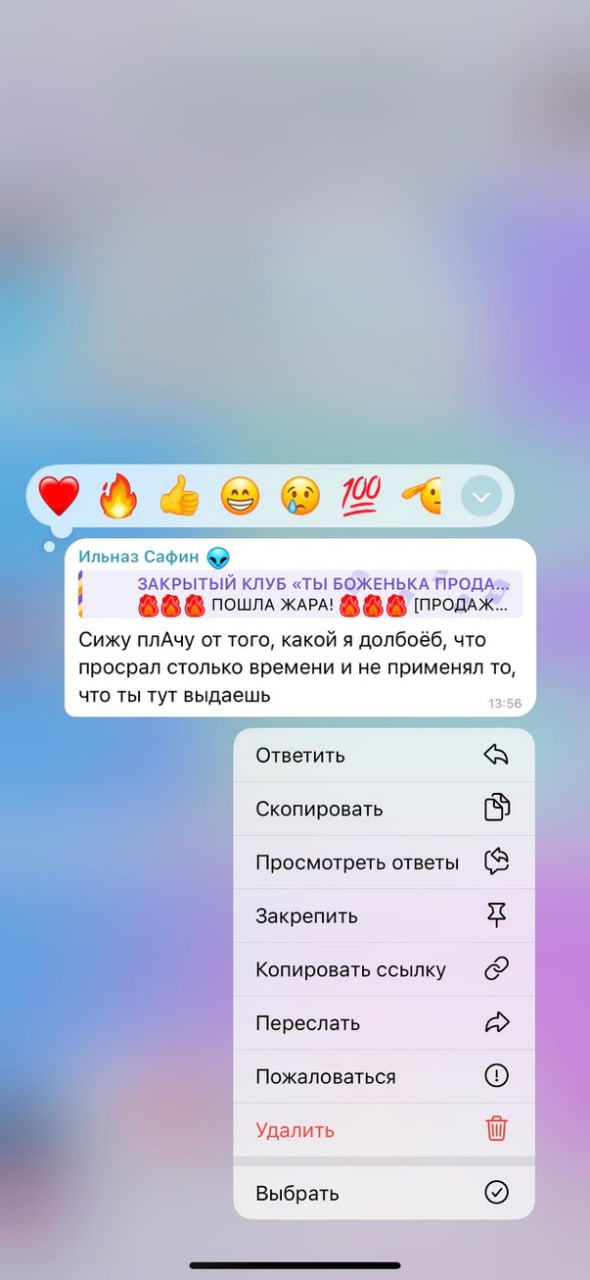 Ильназ Сафин
ЗАКРЫТЫЙ КЛУБ «ТЫ БОЖЕНЬКА ПРОДА...
ПОШЛА ЖАРА! [ПРОДАЖ...
Сижу плАчу от того, какой я долбоёб, что
просрал столько времени и не применял то,
что ты тут выдаешь
13:56
Ответить
Скопировать
Просмотреть ответы
Закрепить
Копировать ссылку
Переслать
Пожаловаться
Удалить
Выбрать